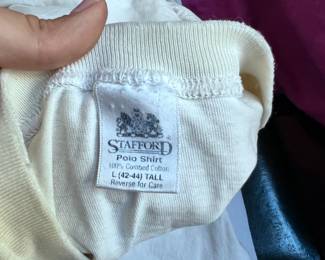 STAFFORD
Polo Shirt
100% Combed Cotton
L (42-44) TALL
Reverse for Care